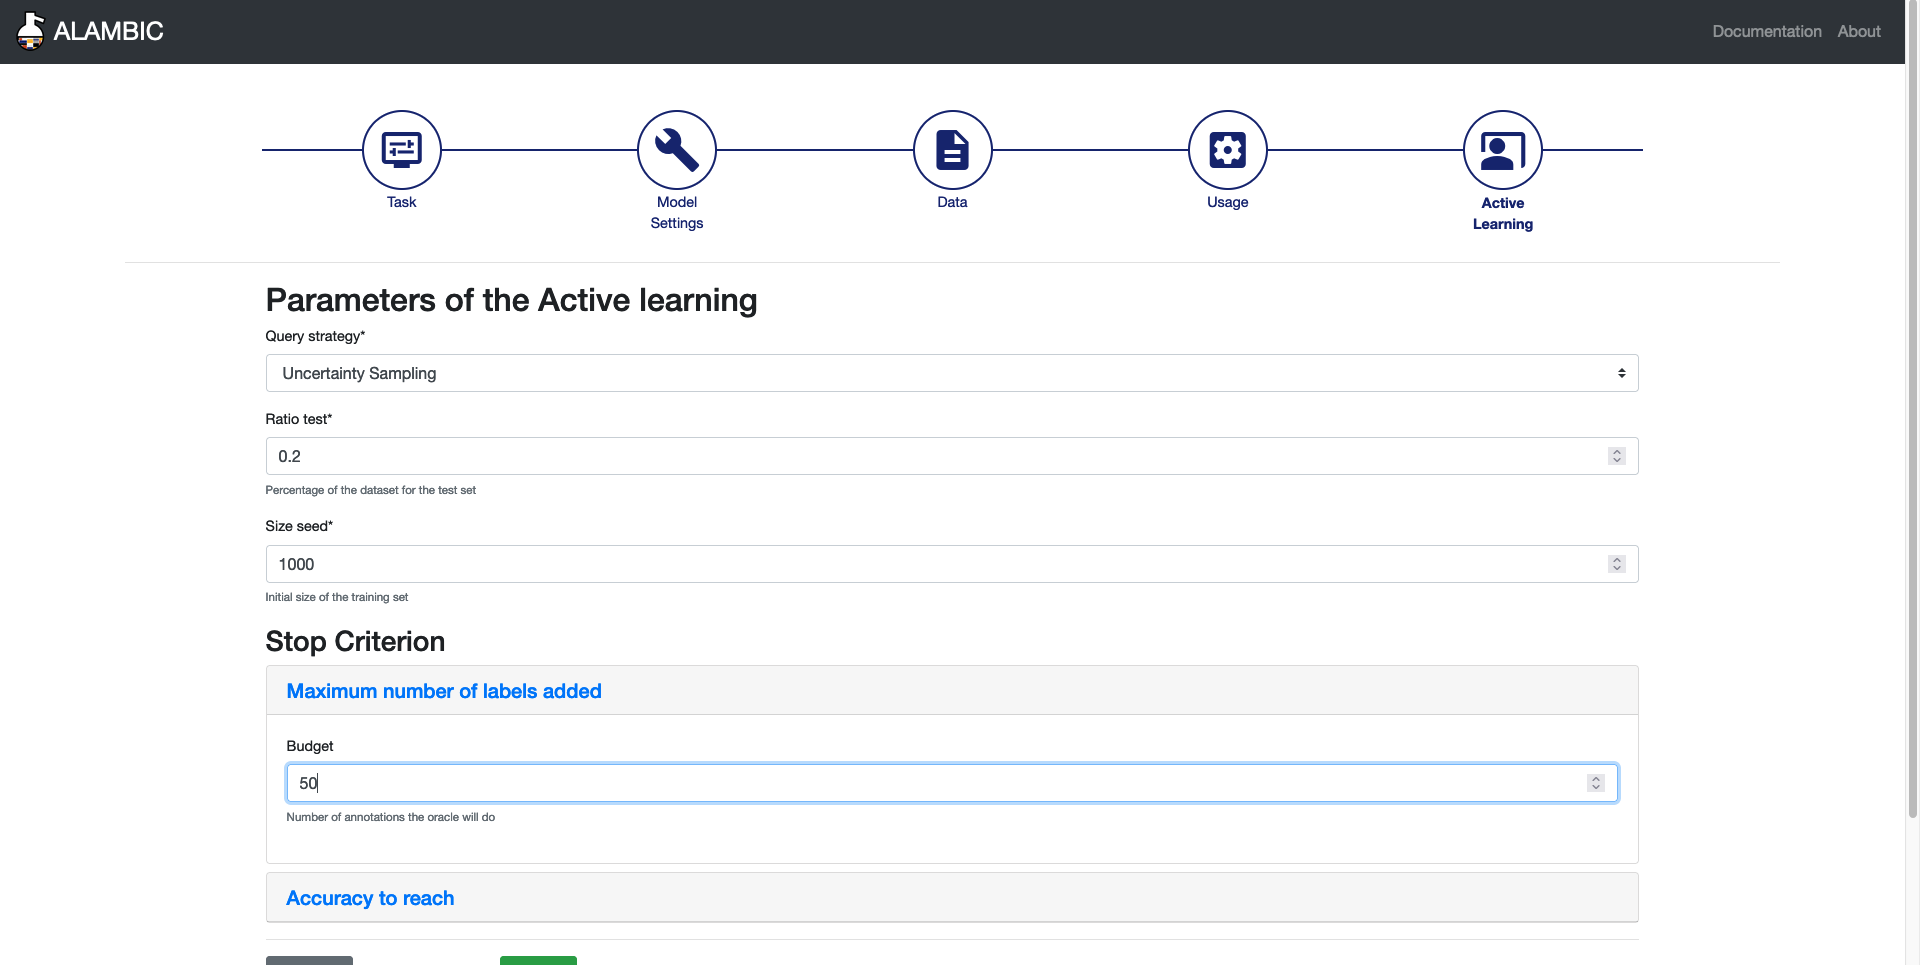 ALAMBIC
Documentation About
Task
Model
Settings
Data
Usage
Active
Learning
Parameters of the Active learning
Query strategy*
Uncertainty Sampling
Ratio test*
0.2
Percentage of the dataset for the test set
Size seed*
1000
Initial size of the training set
Stop Criterion
Maximum number of labels added
Budget
50
Number of annotations the oracle will do
Accuracy to reach